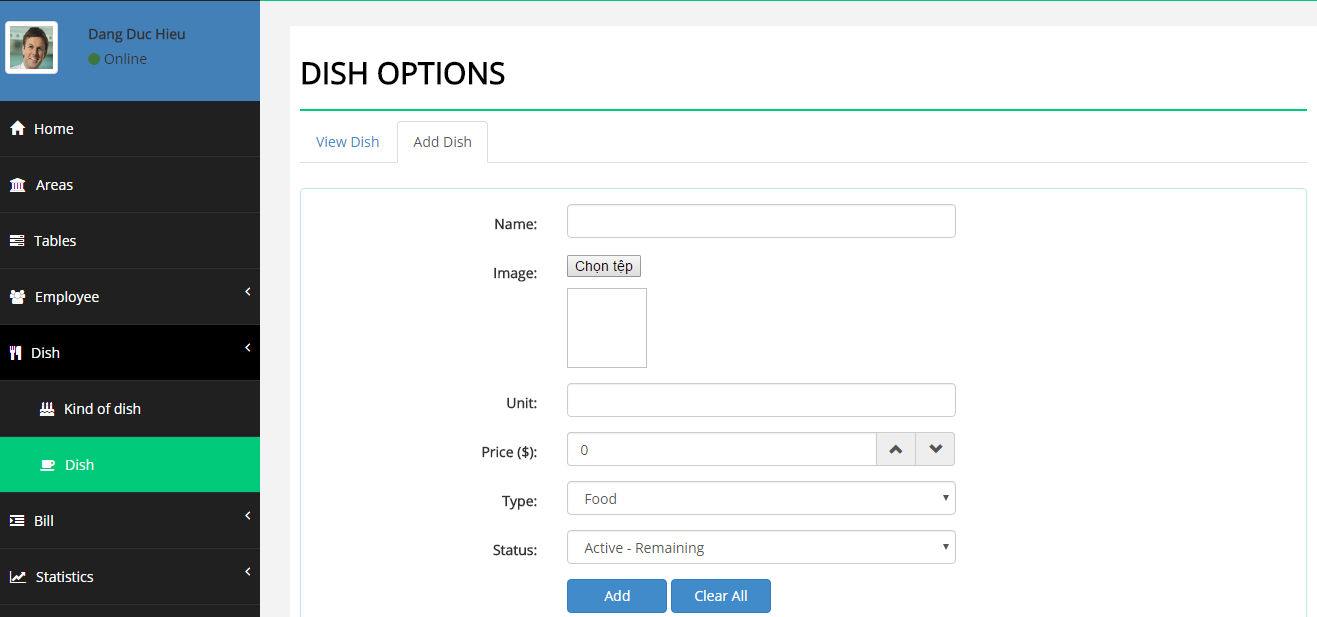 Dang Duc Hieu
Online
Home
Areas
Tables
Employee
Dish
Kind of dish
Dish
Bill
Statistics
DISH OPTIONS
View Dish
Add Dish
Name:
Image:
Chọn tệp
Unit:
Price ($):
0
Type:
Food
Status:
Active - Remaining
Add
Clear All